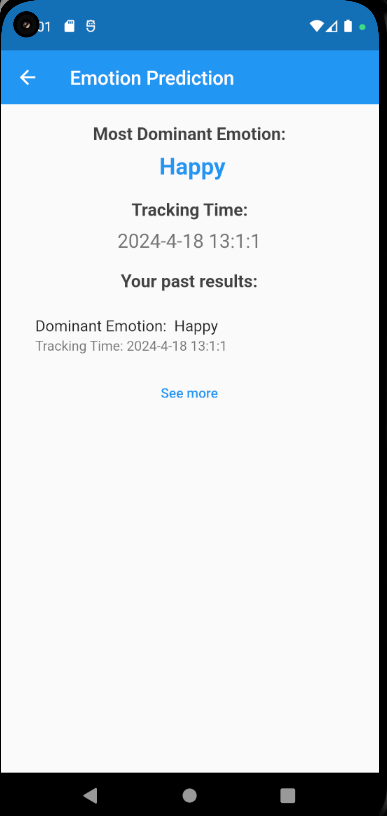 01
Emotion Prediction
Most Dominant Emotion:
Happy
Tracking Time:
2024-4-18 13:1:1
Your past results:
Dominant Emotion: Happy
Tracking Time: 2024-4-18 13:1:1
See more